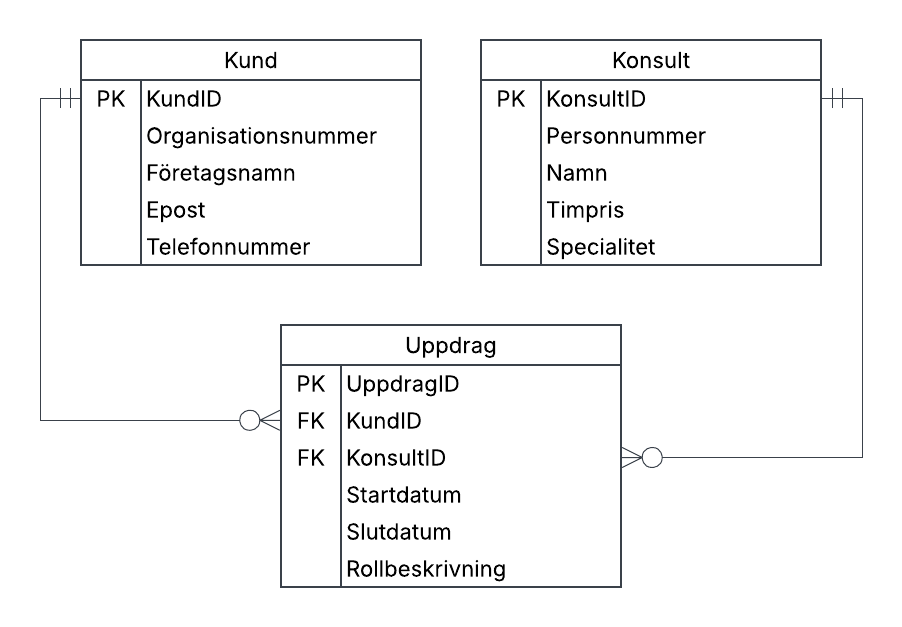 Kund
PK KundID
Organisationsnummer
Företagsnamn
Epost
Telefonnummer
Konsult
PK KonsultID
Personnummer
Namn
Timpris
Specialitet
Uppdrag
PK UppdragID
FK KundID
FK KonsultID
Startdatum
Slutdatum
Rollbeskrivning